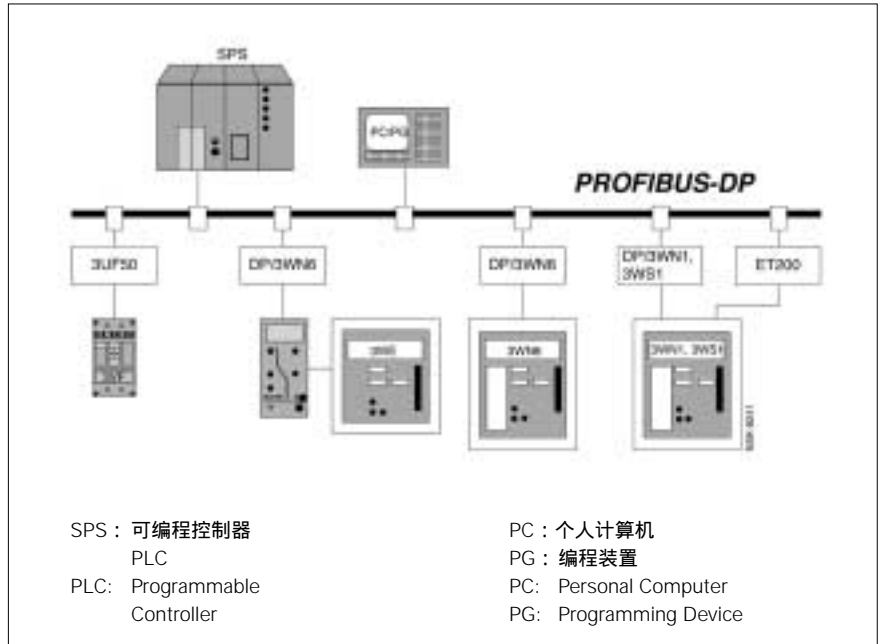 SPS
PC/PG
PROFIBUS-DP
3UF50
DP/3WN6
DP/3WN6
DP/3WN1,
3WS1
ET200
3WN6
3WN1, 3WS1
SPS : 可编程控制器
PLC
PLC: Programmable
Controller
PC : 个人计算机
PG : 编程装置
PC: Personal Computer
PG: Programming Device